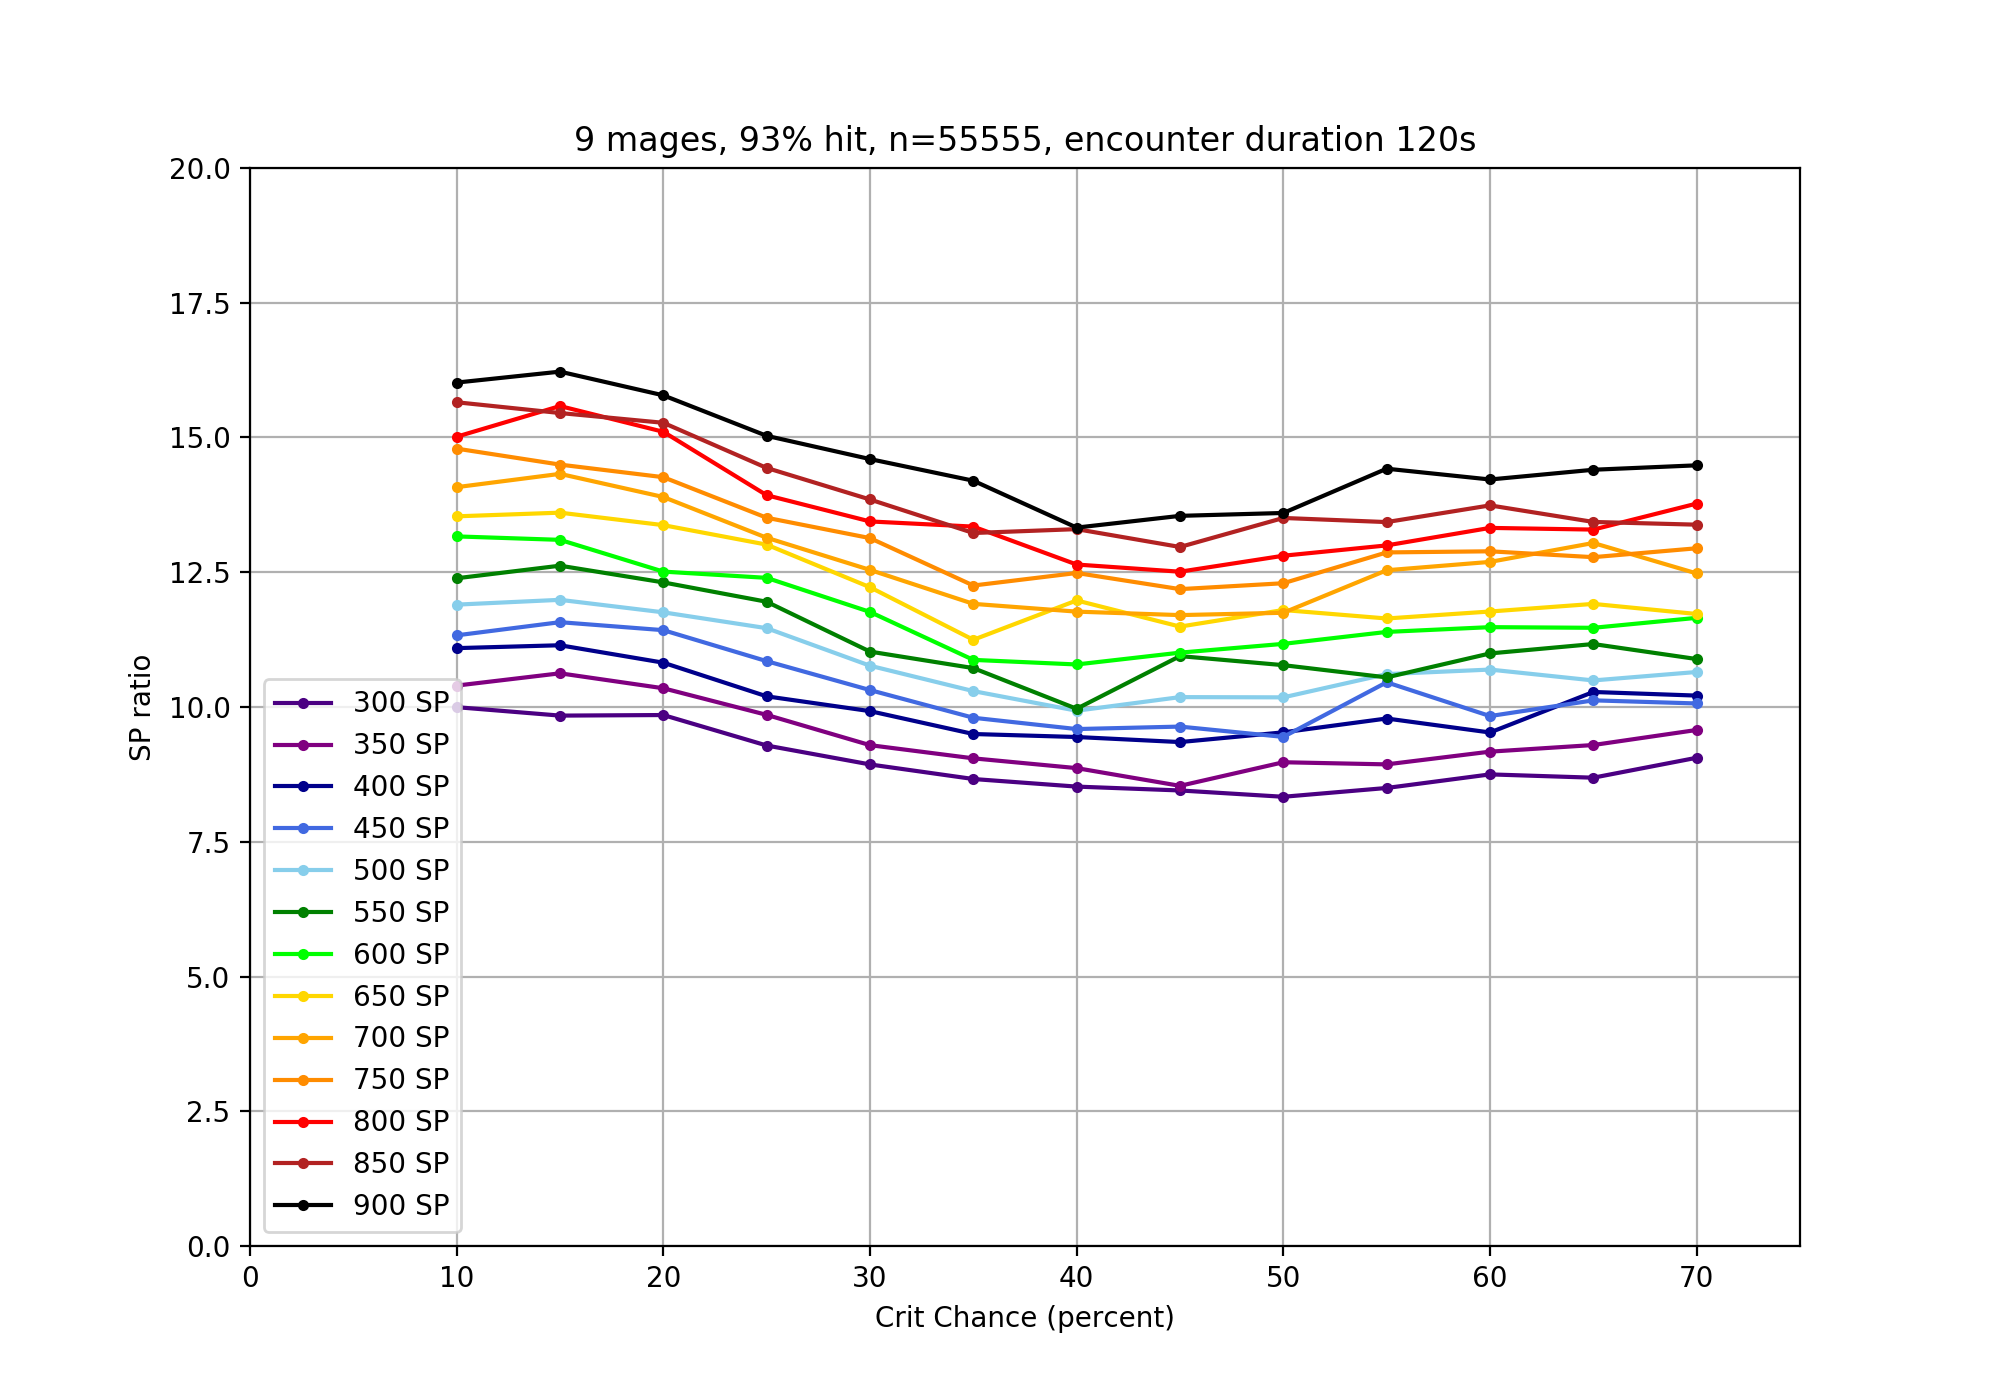 9 mages, 93% hit, n=55555, encounter duration 120s
20.0
17.5
15.0
12.5
10.0
7.5
5.0
2.5
0.0
SP ratio
300 SP
350 SP
400 SP
450 SP
500 SP
550 SP
600 SP
650 SP
700 SP
750 SP
800 SP
850 SP
900 SP
0 10 20 30 40 50 60 70
Crit Chance (percent)